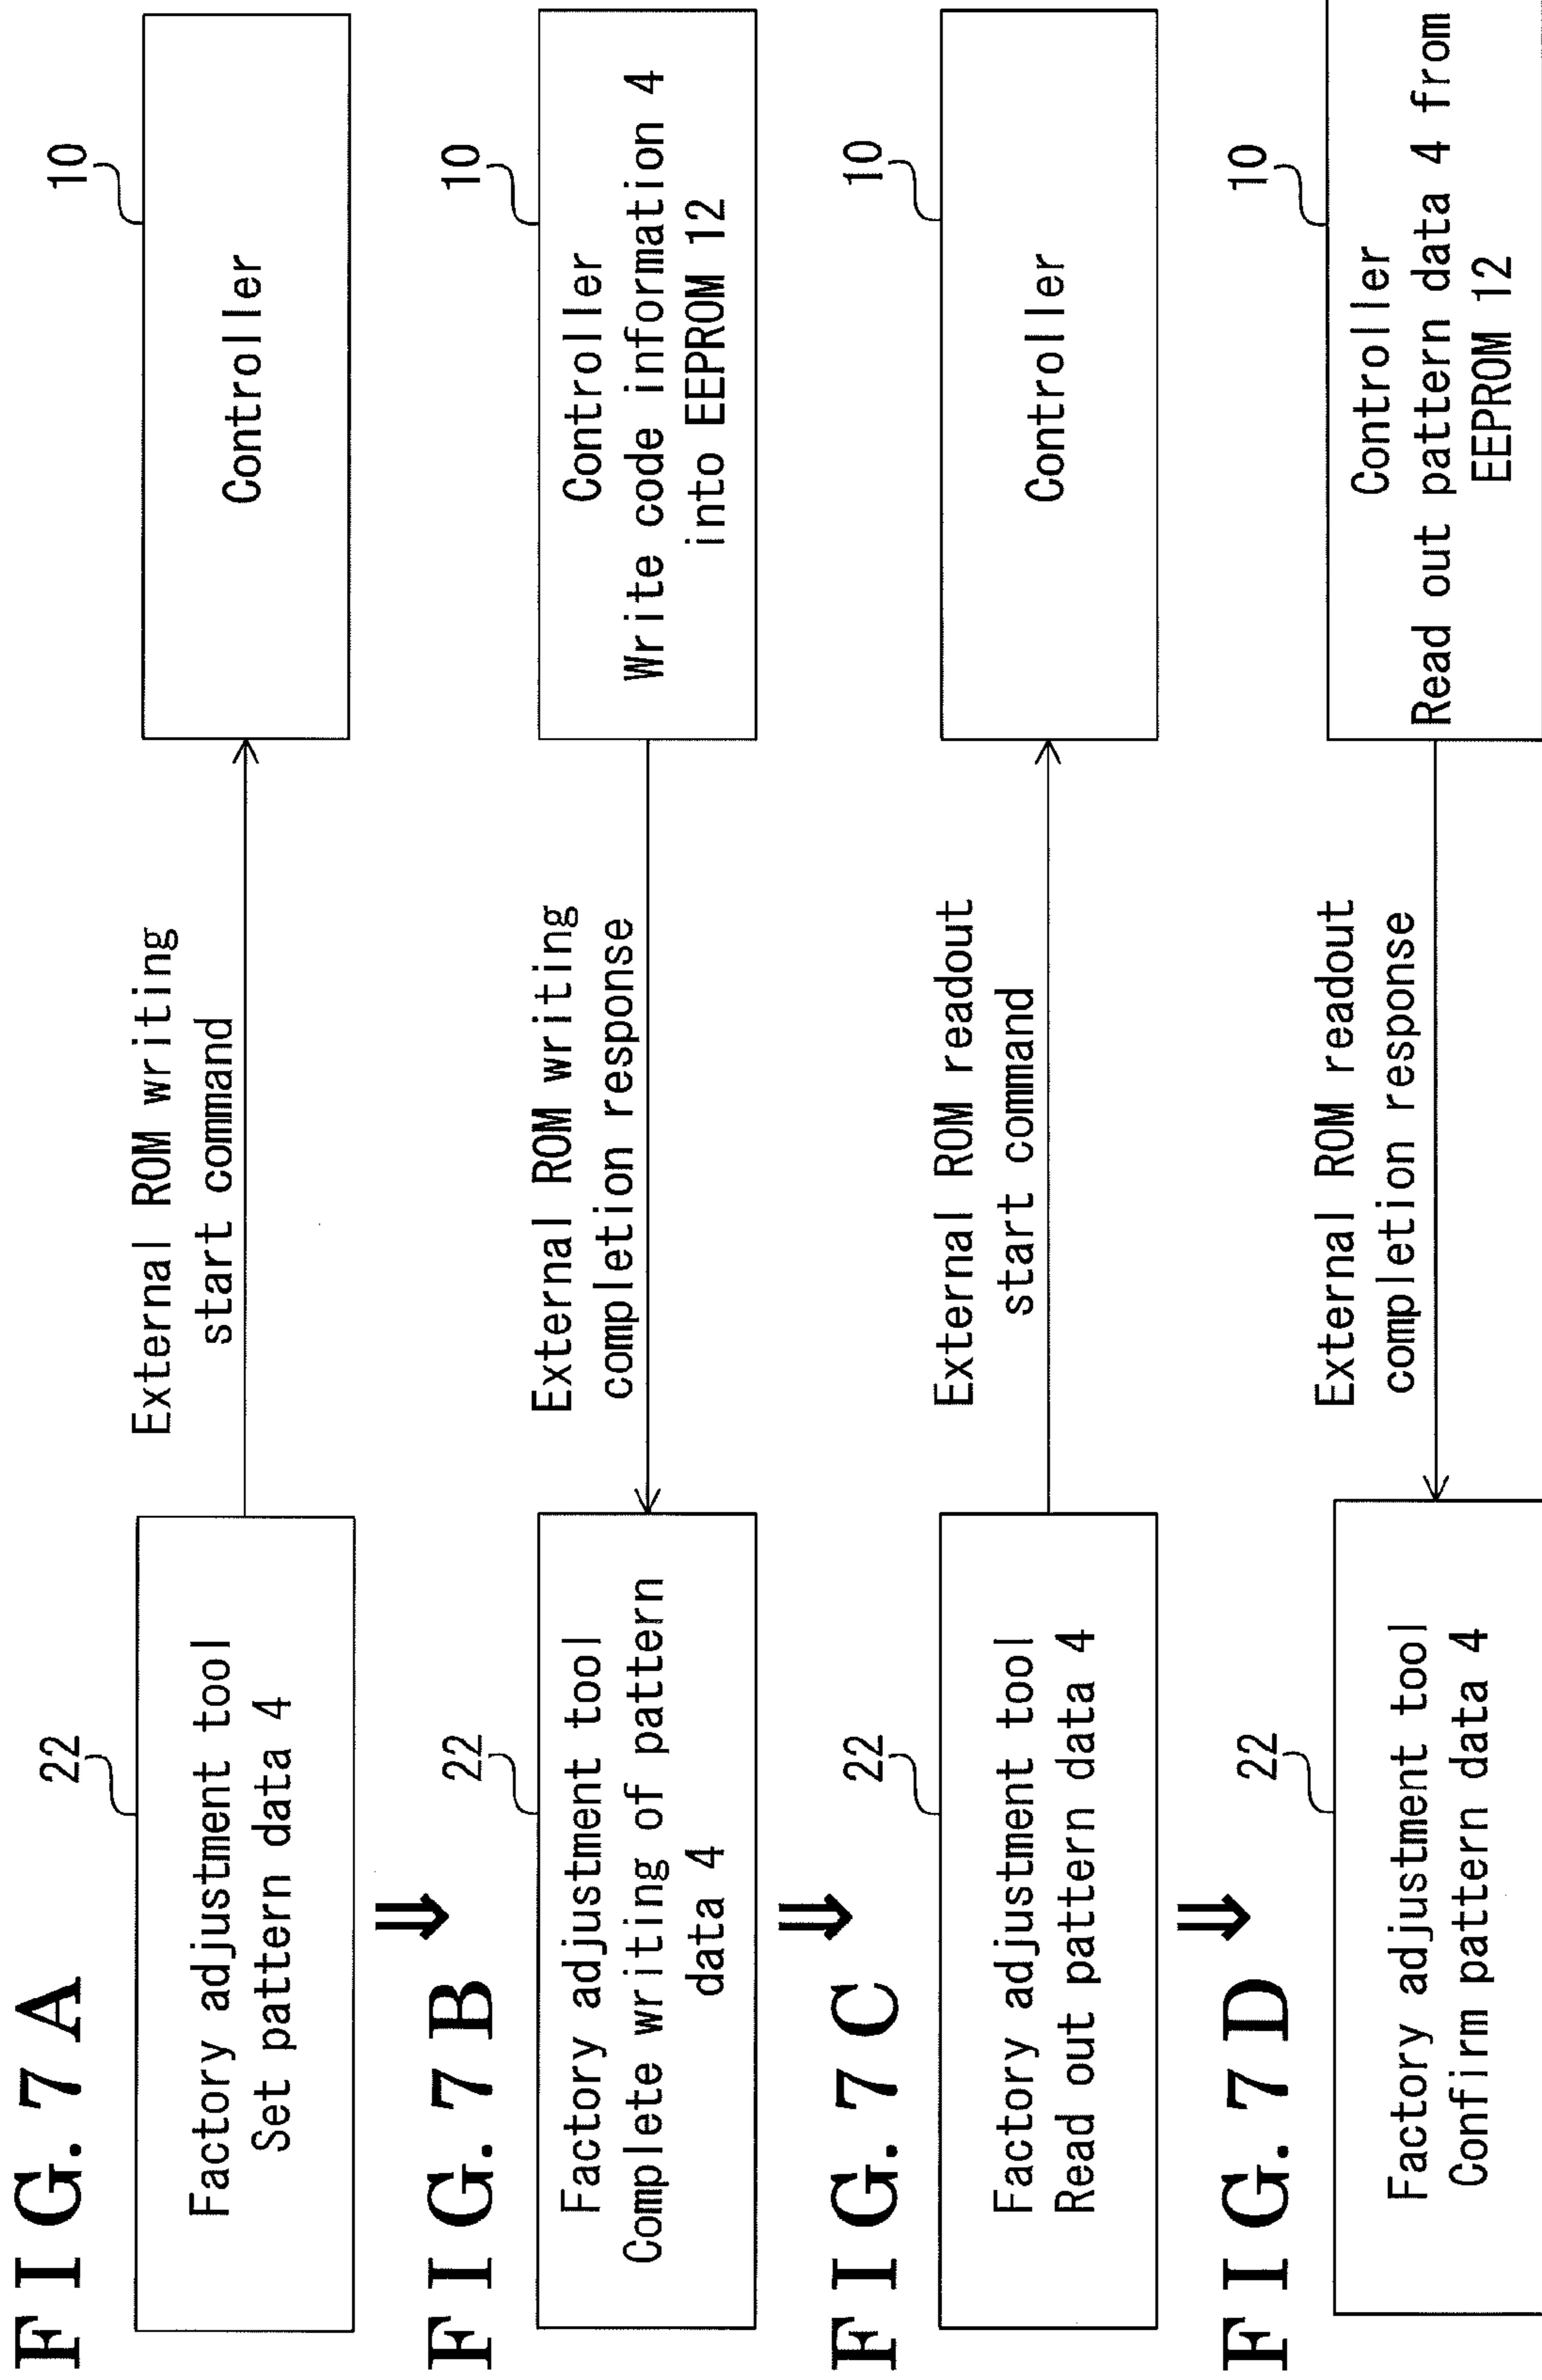 FIG. 7A
22
Factory adjustment tool
Set pattern data 4
External ROM writing
start command
10
Controller
⇓
FIG. 7B
22
Factory adjustment tool
Complete writing of pattern
data 4
External ROM writing
completion response
10
Controller
Write code information 4
into EEPROM 12
⇓
FIG. 7C
22
Factory adjustment tool
Read out pattern data 4
External ROM readout
start command
10
Controller
⇓
FIG. 7D
22
Factory adjustment tool
Confirm pattern data 4
External ROM readout
completion response
10
Controller
Read out pattern data 4 from
EEPROM 12